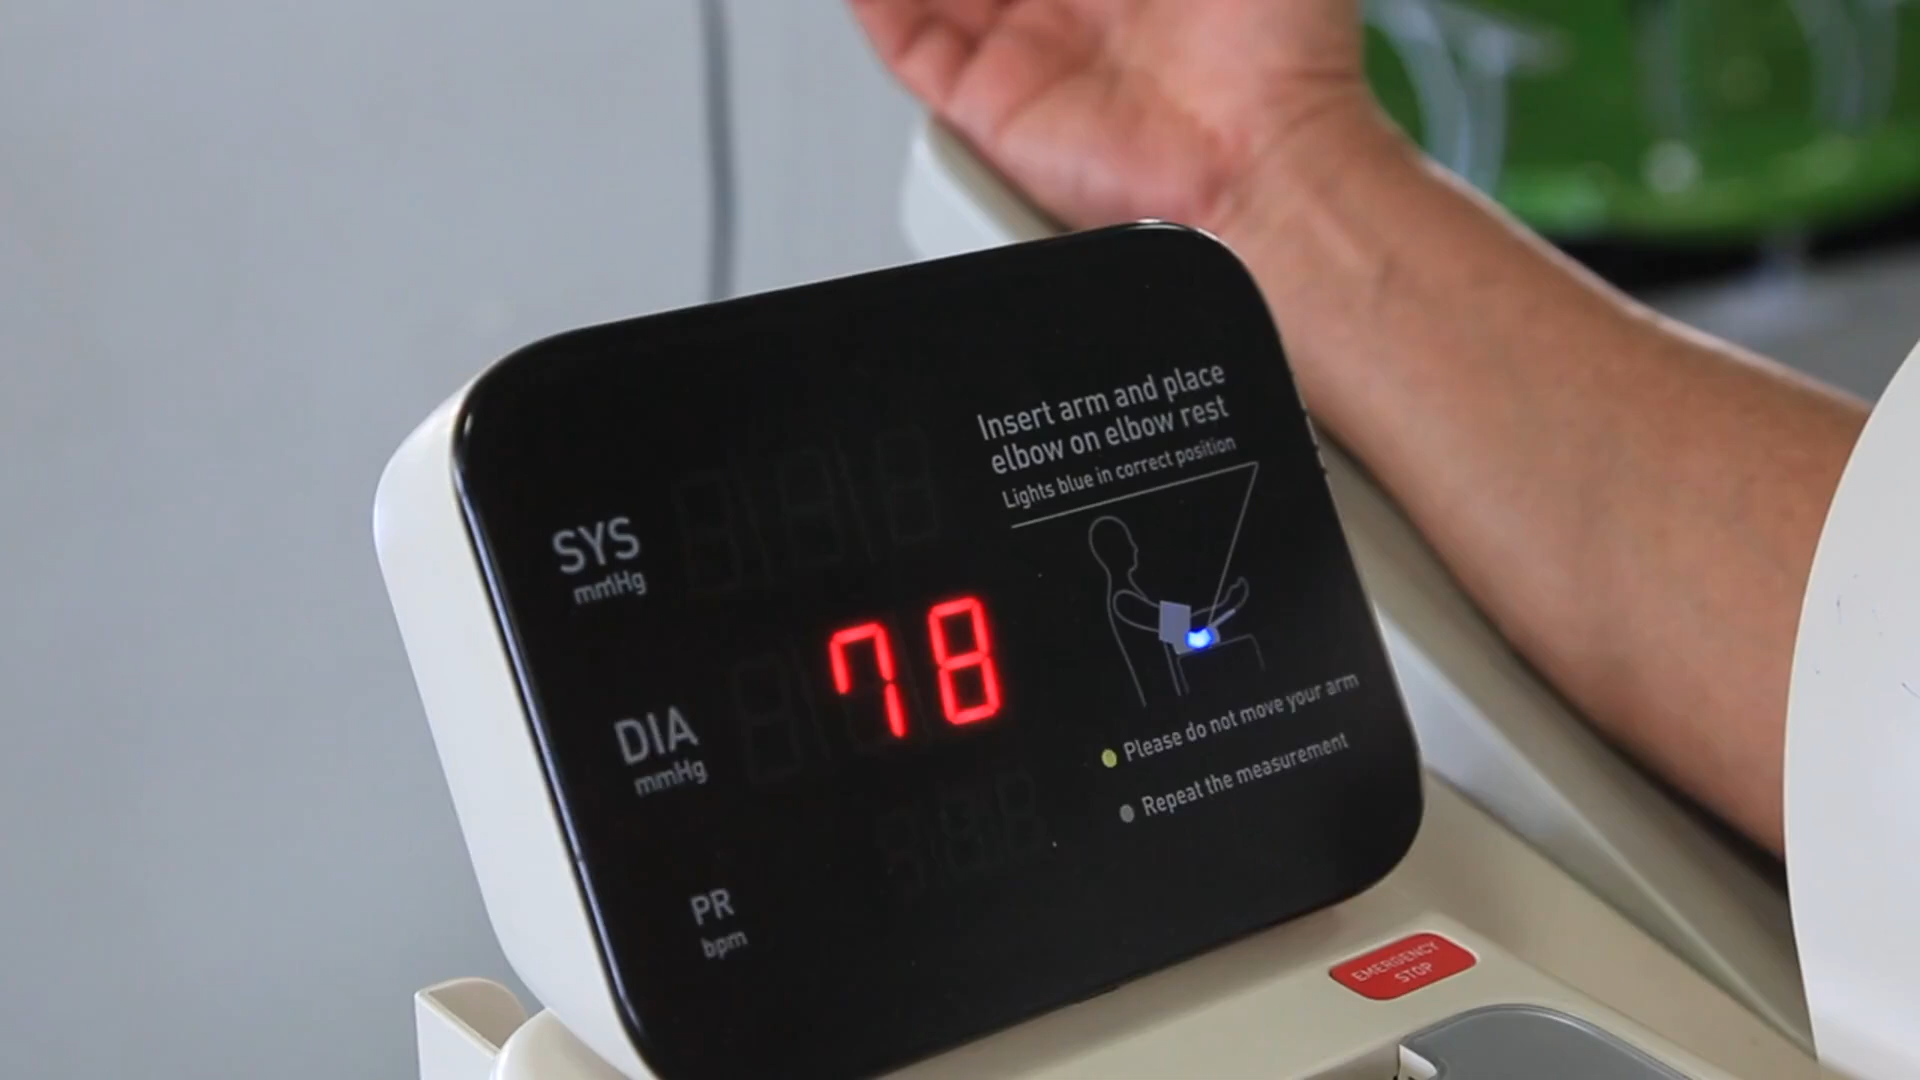 Insert arm and place
elbow on elbow rest
Lights blue in correct position
SYS
mmHg
78
DIA
mmHg
Please do not move your arm
Repeat the measurement
PR
bpm
EMERGENCY
STOP